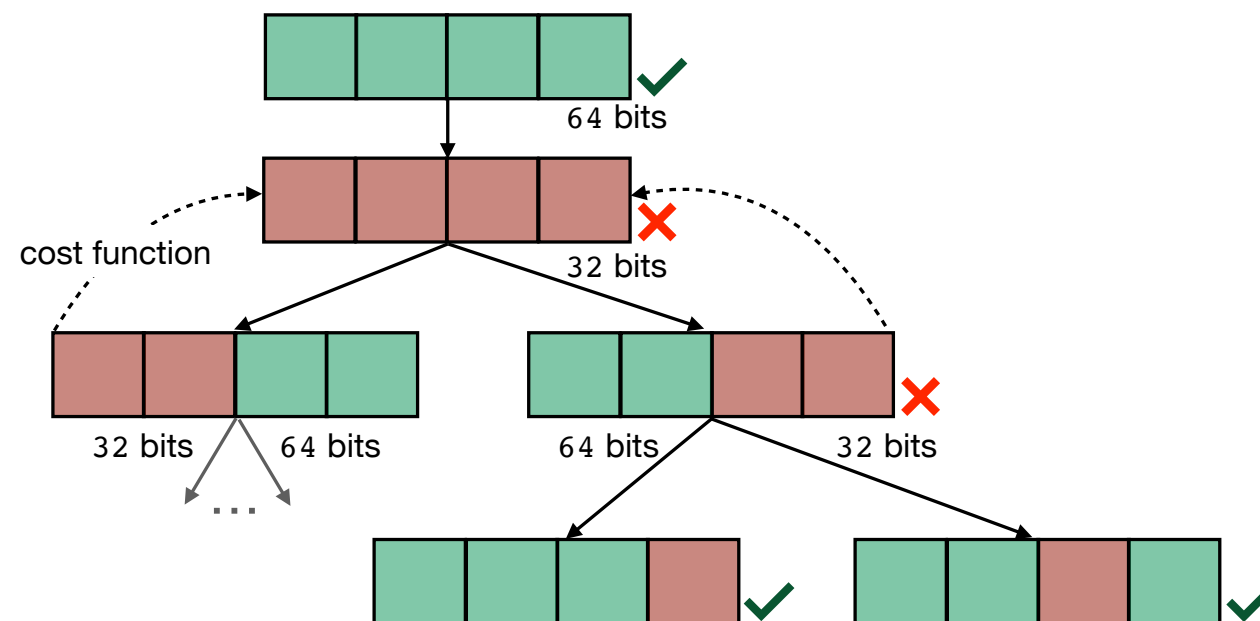 64 bits
cost function
32 bits
32 bits 64 bits
64 bits 32 bits
...